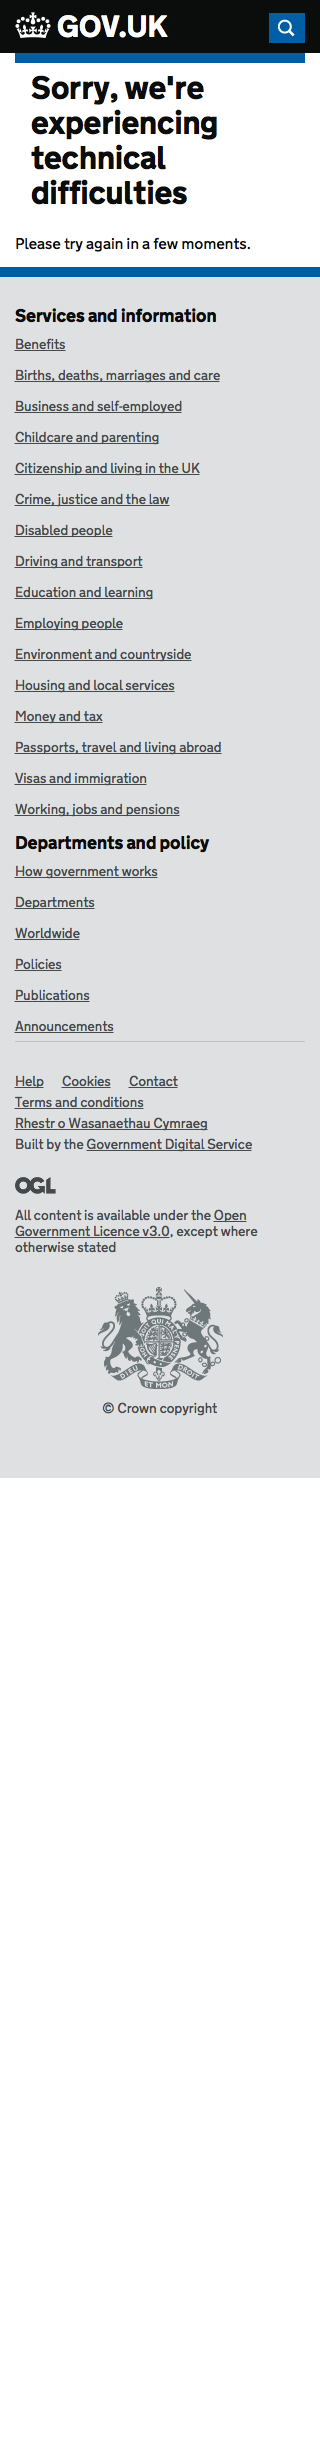 GOV.UK
Sorry, we're
experiencing
technical
difficulties
Please try again in a few moments.
Services and information
Benefits
Births, deaths, marriages and care
Business and self-employed
Childcare and parenting
Citizenship and living in the UK
Crime, justice and the law
Disabled people
Driving and transport
Education and learning
Employing people
Environment and countryside
Housing and local services
Money and tax
Passports, travel and living abroad
Visas and immigration
Working, jobs and pensions
Departments and policy
How government works
Departments
Worldwide
Policies
Publications
Announcements
Help Cookies Contact
Terms and conditions
Rhestr o Wasanaethau Cymraeg
Built by the Government Digital Service
OGL
All content is available under the Open
Government Licence v3.0, except where
otherwise stated
DIEU ET MON DROIT
© Crown copyright